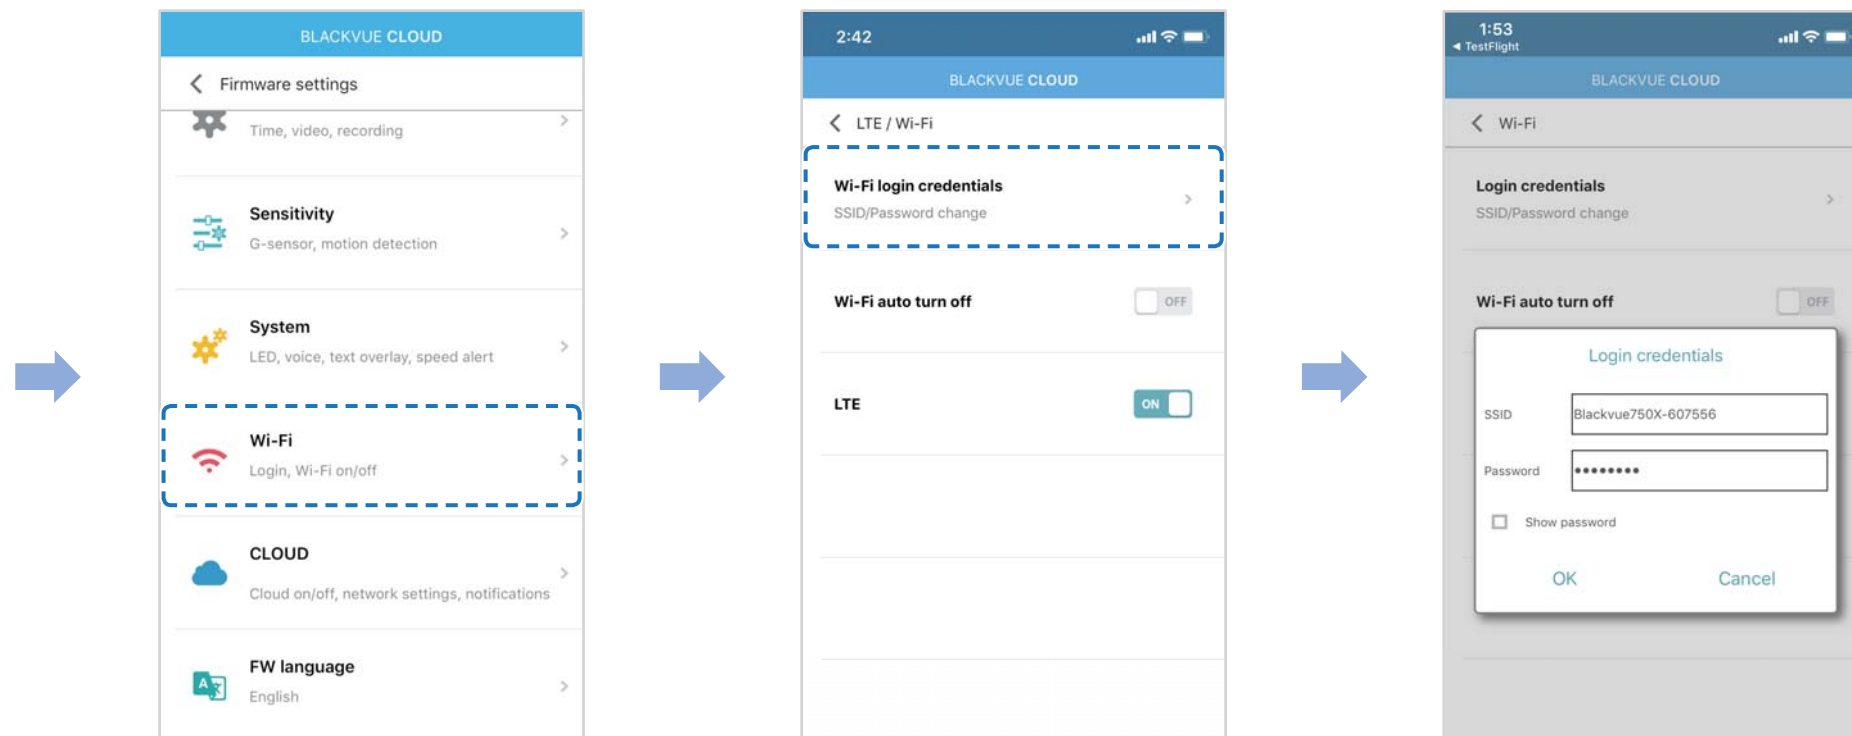 BLACKVUE CLOUD
Firmware settings
Time, video, recording
Sensitivity
G-sensor, motion detection
System
LED, voice, text overlay, speed alert
Wi-Fi
Login, Wi-Fi on/off
CLOUD
Cloud on/off, network settings, notifications
FW language
English
2:42
BLACKVUE CLOUD
LTE / Wi-Fi
Wi-Fi login credentials
SSID/Password change
Wi-Fi auto turn off
OFF
LTE
ON
1:53
TestFlight
BLACKVUE CLOUD
Wi-Fi
Login credentials
SSID/Password change
Wi-Fi auto turn off
OFF
Login credentials
SSID
Blackvue750X-607556
Password
••••••••
Show password
OK
Cancel